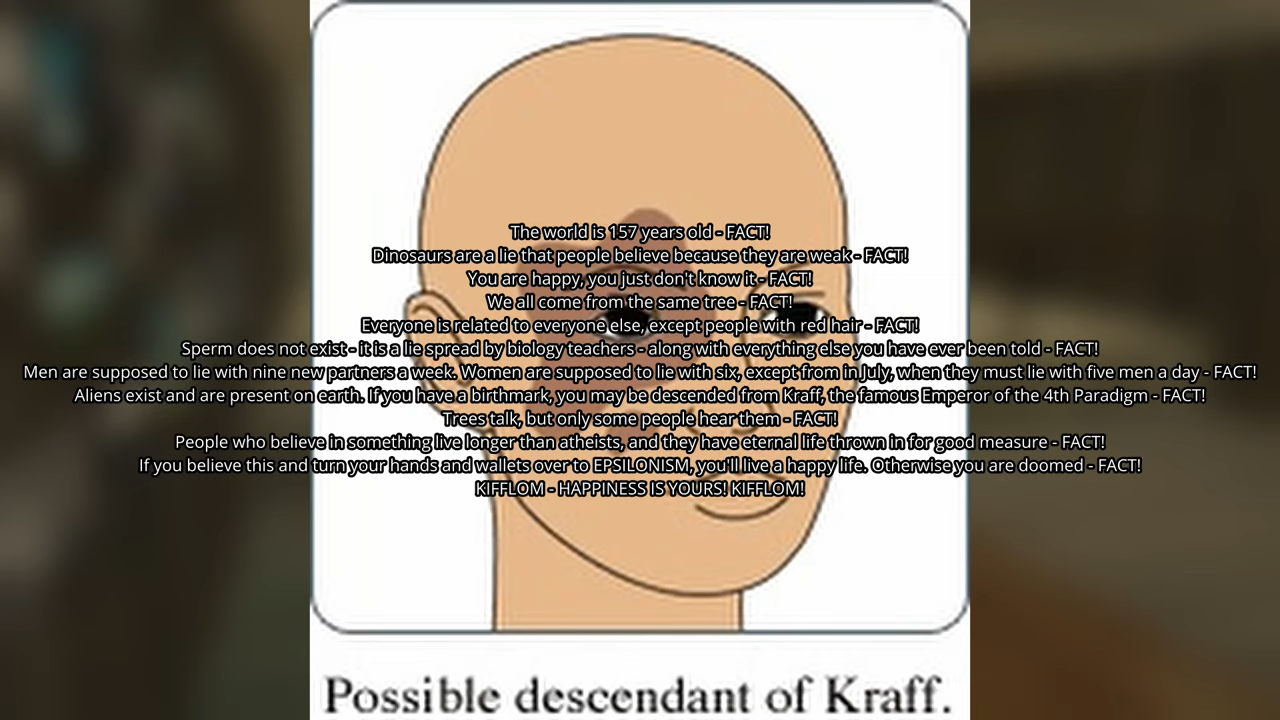 The world is 157 years old - FACT!
Dinosaurs are a lie that people believe because they are weak - FACT!
You are happy, you just don't know it - FACT!
We all come from the same tree - FACT!
Everyone is related to everyone else, except people with red hair - FACT!
Sperm does not exist - it is a lie spread by biology teachers - along with everything else you have ever been told - FACT!
Men are supposed to lie with nine new partners a week. Women are supposed to lie with six, except from in July, when they must lie with five men a day - FACT!
Aliens exist and are present on earth. If you have a birthmark, you may be descended from Kraff, the famous Emperor of the 4th Paradigm - FACT!
Trees talk, but only some people hear them - FACT!
People who believe in something live longer than atheists, and they have eternal life thrown in for good measure - FACT!
If you believe this and turn your hands and wallets over to EPSILONISM, you'll live a happy life. Otherwise you are doomed - FACT!
KIFFLOM - HAPPINESS IS YOURS! KIFFLOM!
Possible descendant of Kraff.